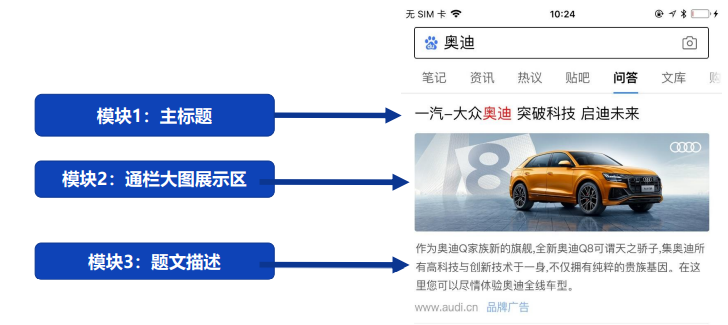 无 SIM 卡 10:24
奥迪
笔记 资讯 热议 贴吧 问答 文库
一汽-大众奥迪 突破科技 启迪未来
模块1：主标题
8
模块2：通栏大图展示区
作为奥迪Q家族新的旗舰,全新奥迪Q8可谓天之骄子,集奥迪所
有高科技与创新技术于一身,不仅拥有纯粹的贵族基因。在这
里您可以尽情体验奥迪全线车型。
模块3：题文描述
www.audi.cn 品牌广告